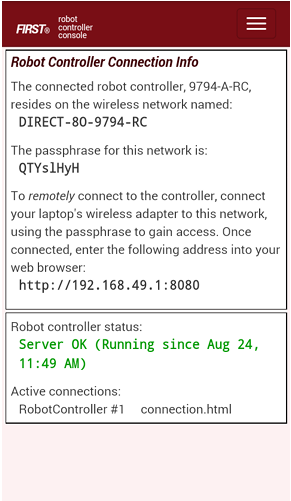 FIRST® robot
controller
console
Robot Controller Connection Info
The connected robot controller, 9794-A-RC,
resides on the wireless network named:
DIRECT-80-9794-RC
The passphrase for this network is:
QTYslHyH
To remotely connect to the controller, connect
your laptop's wireless adapter to this network,
using the passphrase to gain access. Once
connected, enter the following address into your
web browser:
http://192.168.49.1:8080
Robot controller status:
Server OK (Running since Aug 24,
11:49 AM)
Active connections:
RobotController #1 connection.html